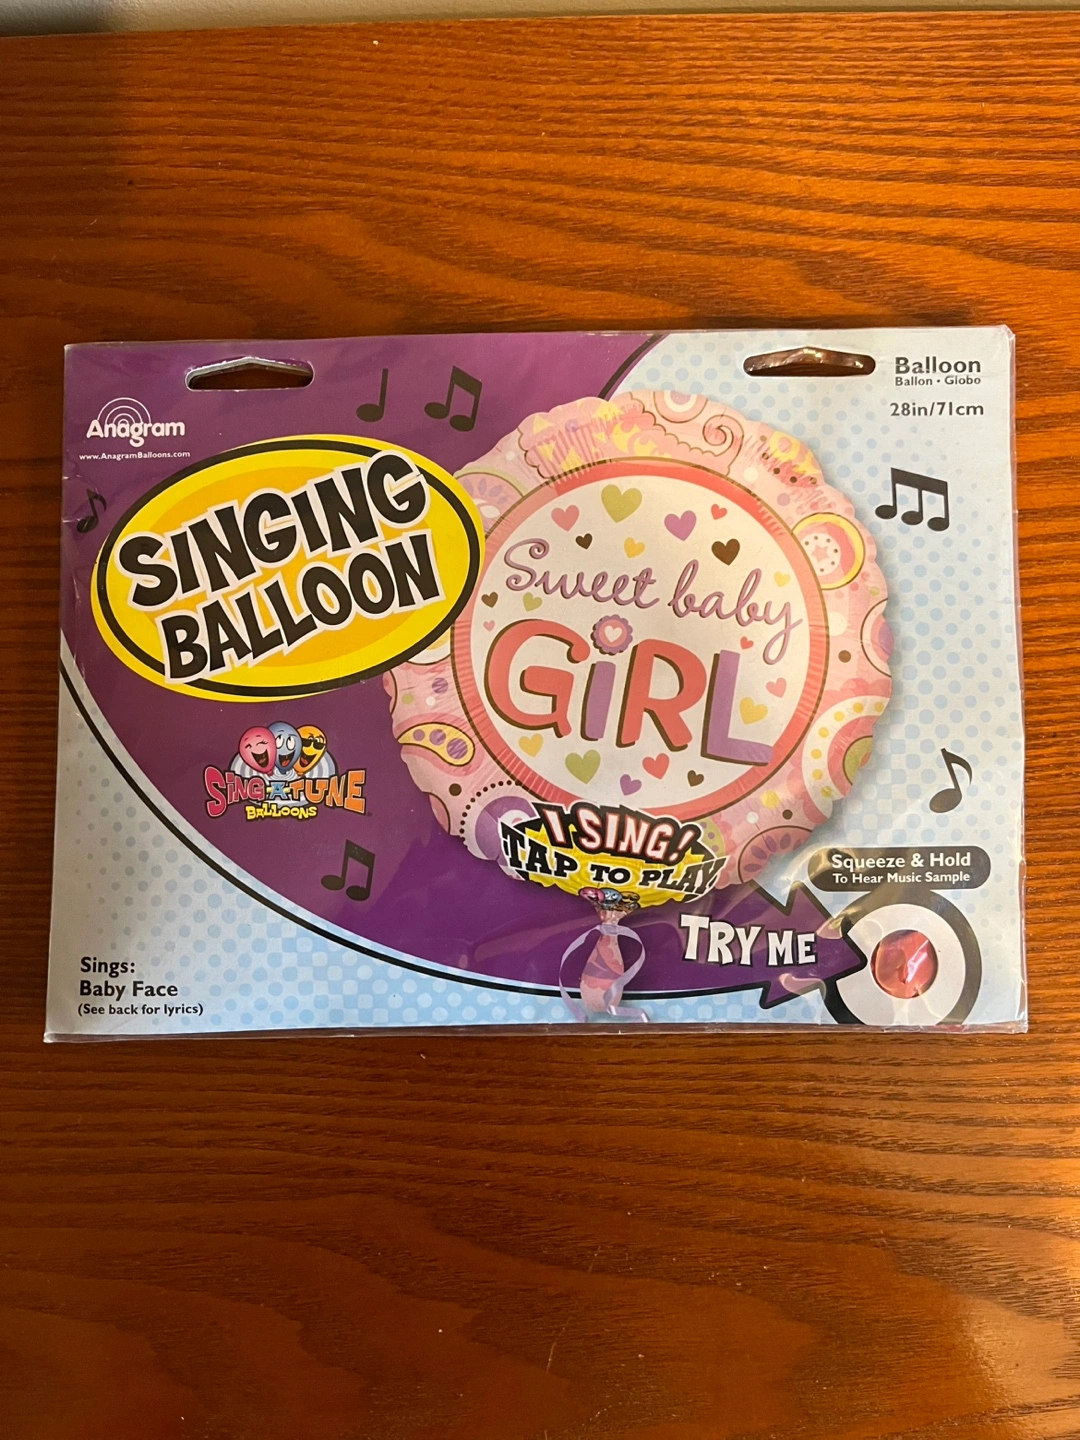 Balloon
Ballon • Globo
28in/71cm
Anagram
www.AnagramBalloons.com
SINGING
BALLOON
Sweet baby
GiRL
SING-A-TUNE
BALLOONS
I SING!
TAP TO PLAY
Squeeze & Hold
To Hear Music Sample
TRY ME
Sings:
Baby Face
(See back for lyrics)